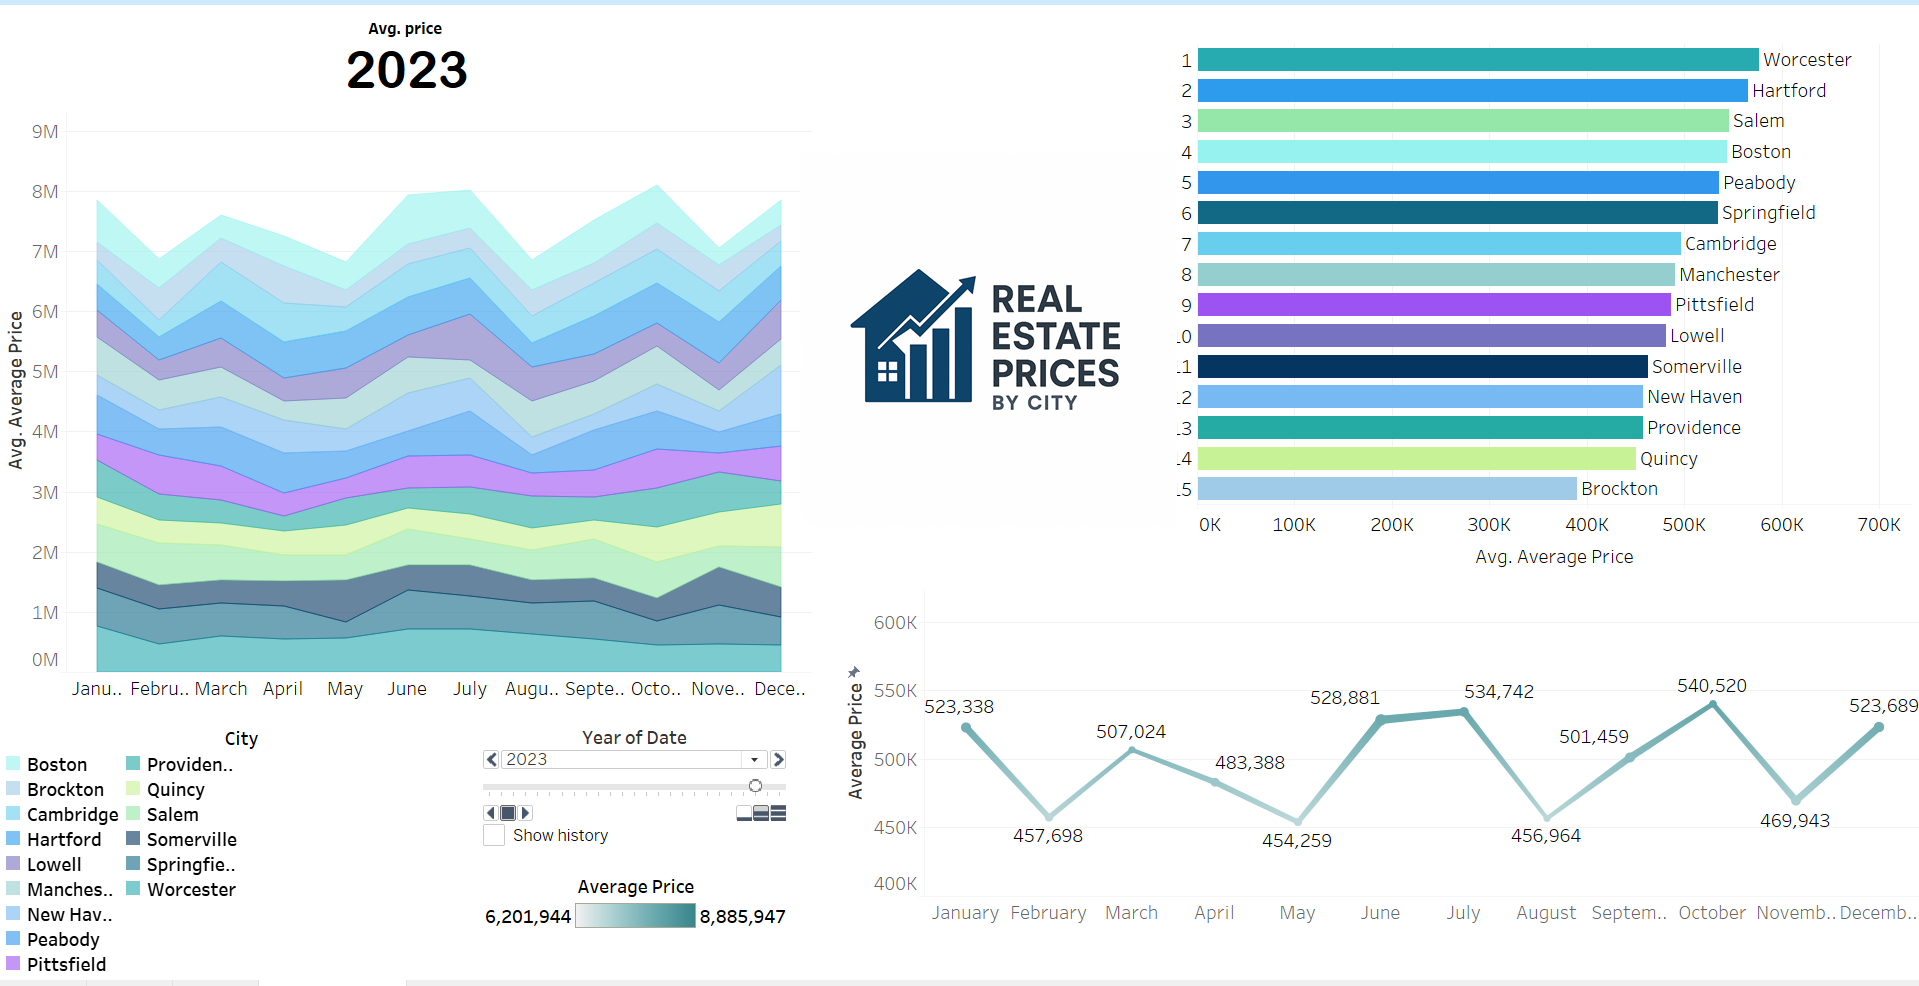 Avg. price
2023
9M
8M
7M
6M
5M
4M
3M
2M
1M
0M
Avg. Average Price
Janu.. Febru.. March April May June July Augu.. Septe.. Octo.. Nove.. Dece..
City
Boston
Brockton
Cambridge
Hartford
Lowell
Manches..
New Hav..
Peabody
Pittsfield
Providen..
Quincy
Salem
Somerville
Springfie..
Worcester
Year of Date
2023
Show history
Average Price
6,201,944 8,885,947
REAL
ESTATE
PRICES
BY CITY
1 Worcester
2 Hartford
3 Salem
4 Boston
5 Peabody
6 Springfield
7 Cambridge
8 Manchester
9 Pittsfield
.0 Lowell
.1 Somerville
.2 New Haven
.3 Providence
.4 Quincy
.5 Brockton
0K 100K 200K 300K 400K 500K 600K 700K
Avg. Average Price
600K
550K
500K
450K
400K
Average Price
523,338
457,698
507,024
483,388
454,259
528,881
534,742
456,964
501,459
540,520
469,943
523,689
January February March April May June July August Septem.. October Novemb.. Decemb..